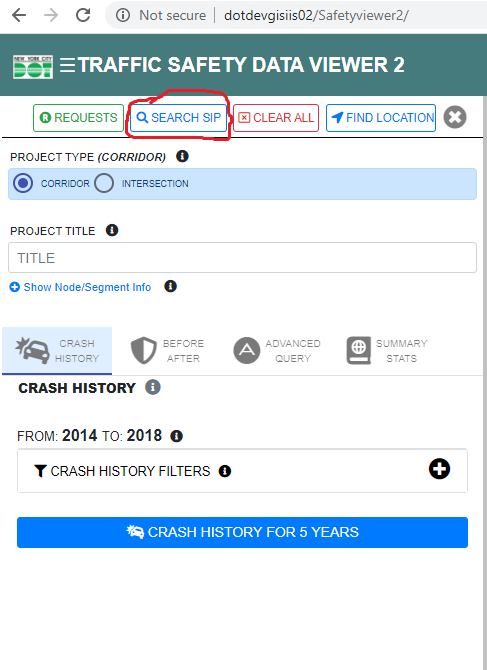 Not secure | dotdevgisiis02/Safetyviewer2/
NEW YORK CITY
DOT
TRAFFIC SAFETY DATA VIEWER 2
R REQUESTS SEARCH SIP CLEAR ALL FIND LOCATION
PROJECT TYPE (CORRIDOR)
CORRIDOR INTERSECTION
PROJECT TITLE
TITLE
Show Node/Segment Info
CRASH HISTORY
BEFORE AFTER
A ADVANCED QUERY
SUMMARY STATS
CRASH HISTORY
FROM: 2014 TO: 2018
CRASH HISTORY FILTERS
CRASH HISTORY FOR 5 YEARS